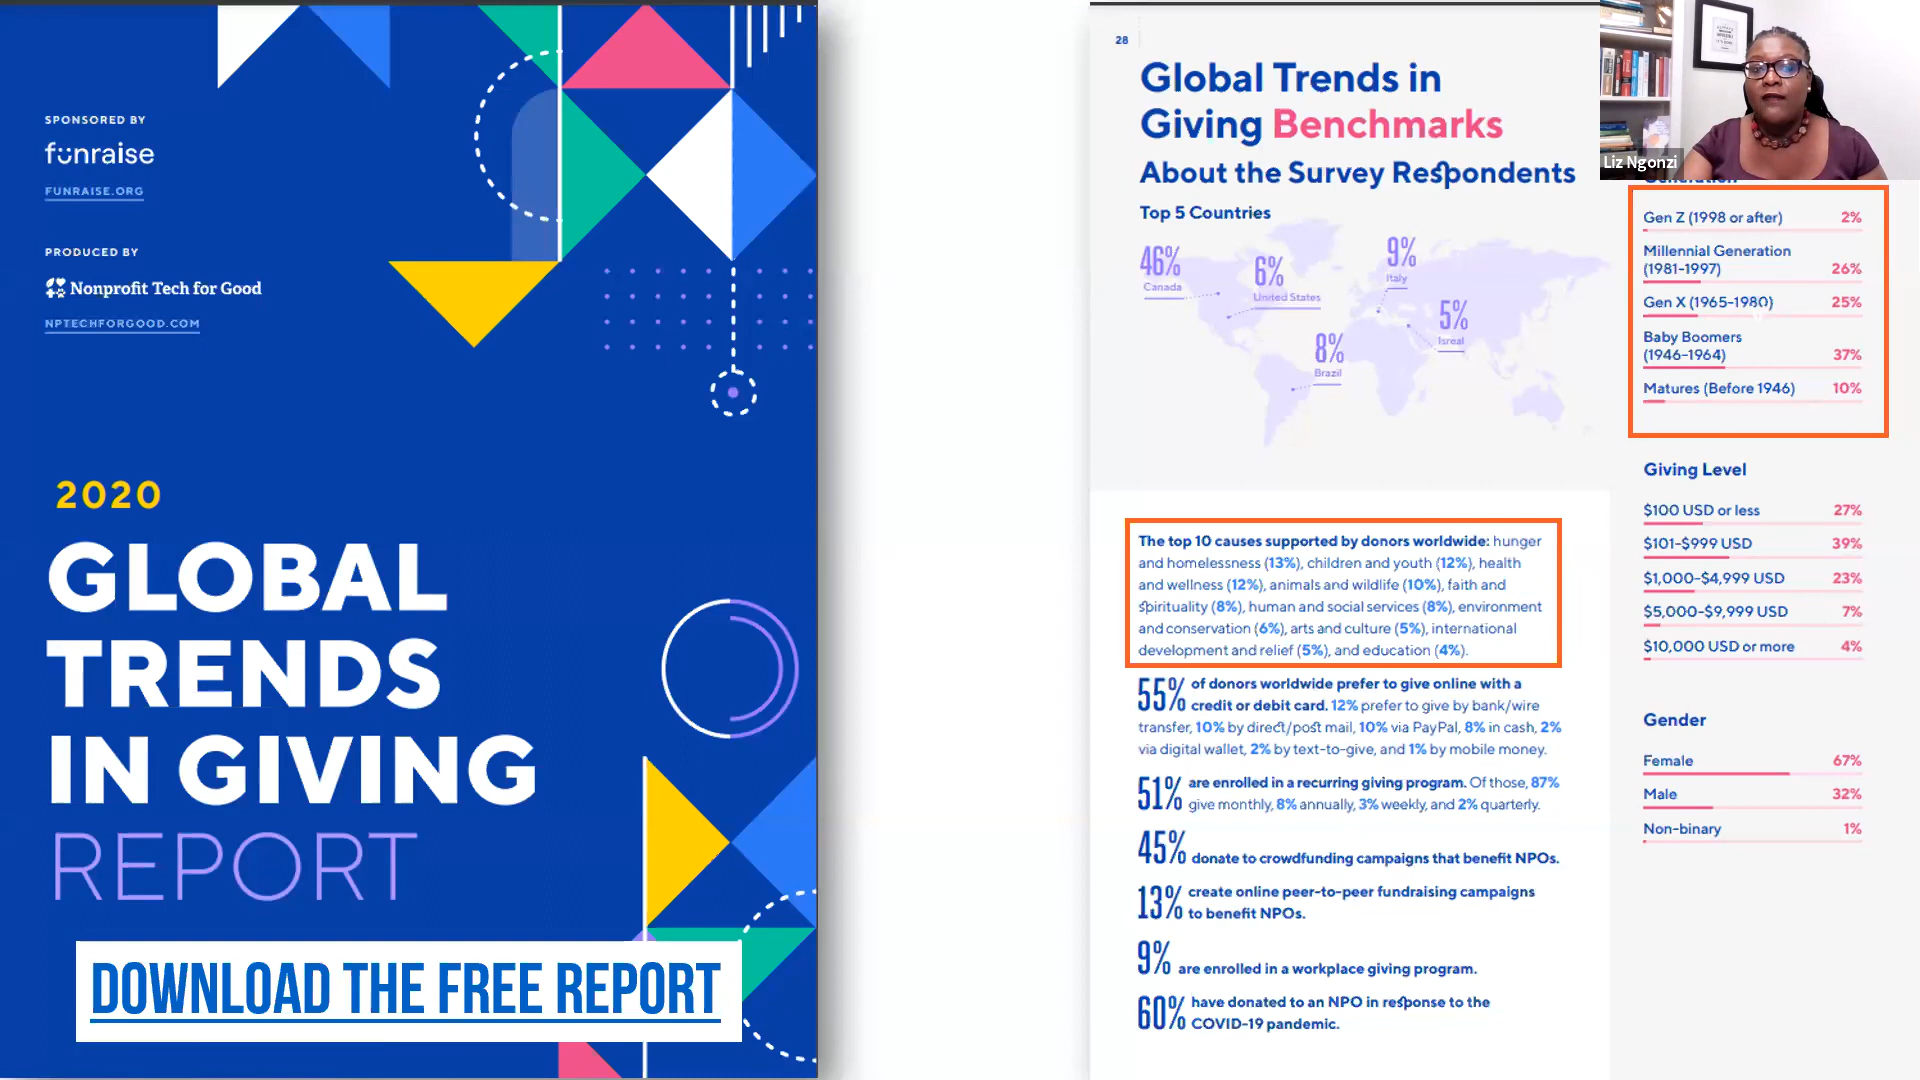 SPONSORED BY
funraise
FUNRAISE.ORG
PRODUCED BY
Nonprofit Tech for Good
NPTECHFORGOOD.COM
2020
GLOBAL
TRENDS
IN GIVING
REPORT
DOWNLOAD THE FREE REPORT
28
Global Trends in
Giving Benchmarks
About the Survey Respondents
Top 5 Countries
46%
Canada
6%
United States
9%
Italy
5%
Isreal
8%
Brazil
The top 10 causes supported by donors worldwide: hunger
and homelessness (13%), children and youth (12%), health
and wellness (12%), animals and wildlife (10%), faith and
spirituality (8%), human and social services (8%), environment
and conservation (6%), arts and culture (5%), international
development and relief (5%), and education (4%).
55% of donors worldwide prefer to give online with a
credit or debit card. 12% prefer to give by bank/wire
transfer, 10% by direct/post mail, 10% via PayPal, 8% in cash, 2%
via digital wallet, 2% by text-to-give, and 1% by mobile money.
51% are enrolled in a recurring giving program. Of those, 87%
give monthly, 8% annually, 3% weekly, and 2% quarterly.
45% donate to crowdfunding campaigns that benefit NPOs.
13% create online peer-to-peer fundraising campaigns
to benefit NPOs.
9% are enrolled in a workplace giving program.
60% have donated to an NPO in response to the
COVID-19 pandemic.
Liz Ngonzi
Generation
Gen Z (1998 or after) 2%
Millennial Generation
(1981-1997) 26%
Gen X (1965-1980) 25%
Baby Boomers
(1946-1964) 37%
Matures (Before 1946) 10%
Giving Level
$100 USD or less 27%
$101-$999 USD 39%
$1,000-$4,999 USD 23%
$5,000-$9,999 USD 7%
$10,000 USD or more 4%
Gender
Female 67%
Male 32%
Non-binary 1%